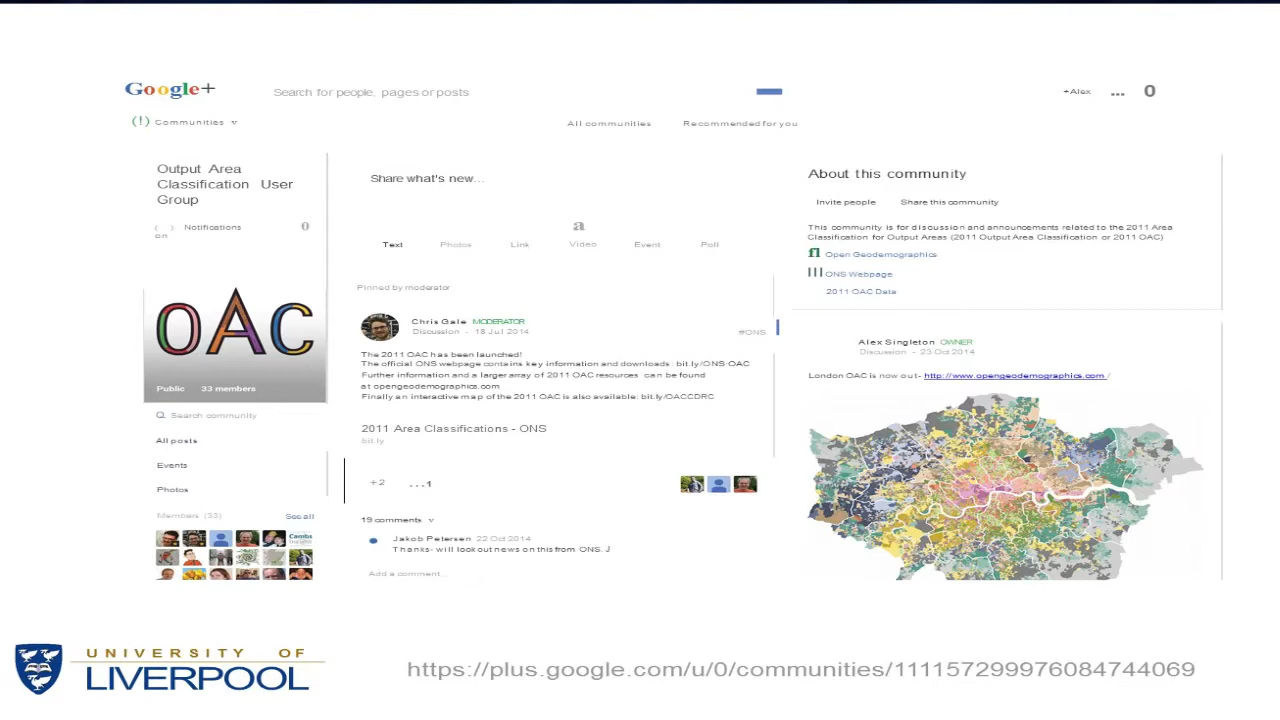 Google+
Search for people, pages or posts
+Alex
...
0
(!) Communities v
All communities
Recommended for you
Output Area
Classification User
Group
( ) Notifications
on
0
OAC
Public 33 members
Search community
All posts
Events
Photos
Members (33)
See all
Cambs
Insight
Share what's new...
a
Text
Photos
Link
Video
Event
Poll
Pinned by moderator
Chris Gale MODERATOR
Discussion - 18 Jul 2014
#ONS
The 2011 OAC has been launched!
The official ONS webpage contains key information and downloads: bit.ly/ONS-OAC
Further information and a larger array of 2011 OAC resources can be found
at opengeodemographics.com
Finally an interactive map of the 2011 OAC is also available: bit.ly/OACCDRC
2011 Area Classifications - ONS
bit.ly
+2
...1
19 comments v
Jakob Petersen 22 Oct 2014
Thanks- will look out news on this from ONS. J
Add a comment...
About this community
Invite people
Share this community
This community is for discussion and announcements related to the 2011 Area
Classification for Output Areas (2011 Output Area Classification or 2011 OAC)
fl Open Geodemographics
III ONS Webpage
2011 OAC Data
Alex Singleton OWNER
Discussion - 23 Oct 2014
London OAC is now out- http://www.opengeodemographics.com/
UNIVERSITY OF
LIVERPOOL
https://plus.google.com/u/0/communities/111157299976084744069